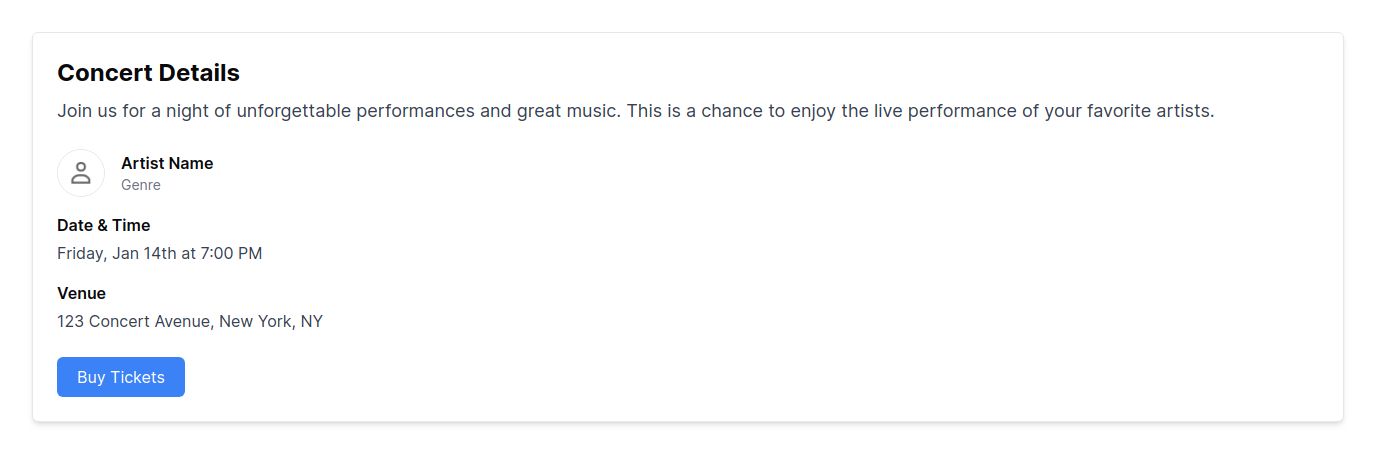 Concert Details
Join us for a night of unforgettable performances and great music. This is a chance to enjoy the live performance of your favorite artists.
Artist Name
Genre
Date & Time
Friday, Jan 14th at 7:00 PM
Venue
123 Concert Avenue, New York, NY
Buy Tickets